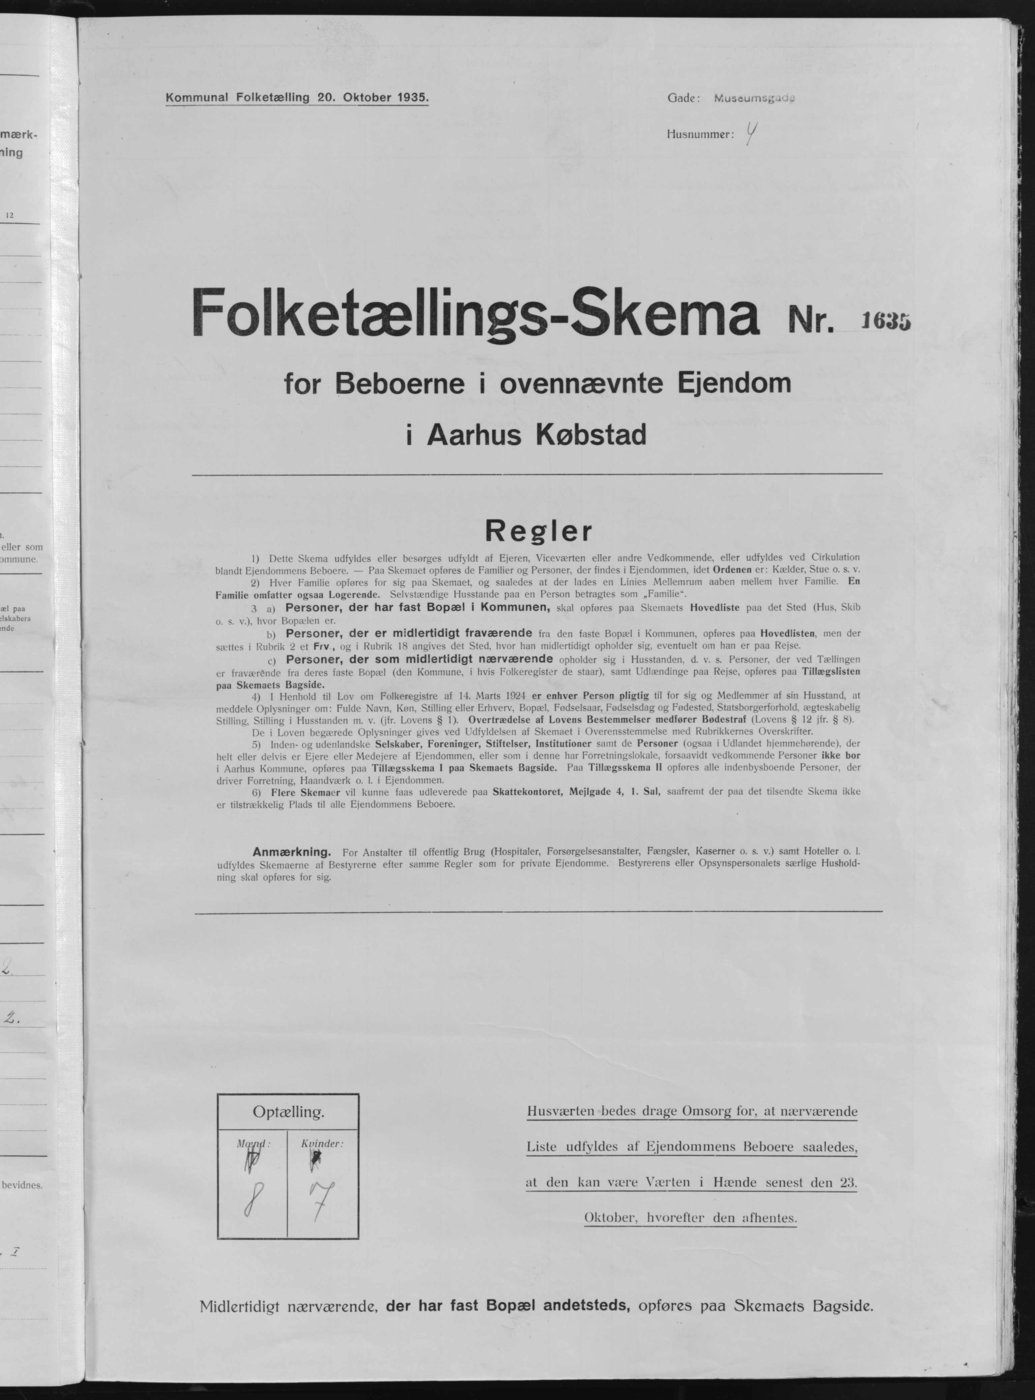 mærk-
ning
12
eller som
ommune.
æl paa
elskabers
ende
2
2.
bevidnes.
I
Kommunal Folketælling 20. Oktober 1935.
Gade: Museumsgade
Husnummer: 4
Folketællings-Skema Nr. 1635
for Beboerne i ovennævnte Ejendom
i Aarhus Købstad
Regler
1) Dette Skema udfyldes eller besørges udfyldt af Ejeren, Viceværten eller andre Vedkommende, eller udfyldes ved Cirkulation
blandt Ejendommens Beboere. — Paa Skemaet opføres de Familier og Personer, der findes i Ejendommen, idet Ordenen er: Kælder, Stue o. s. v.
2) Hver Familie opføres for sig paa Skemaet, og saaledes at der lades en Linies Mellemrum aaben mellem hver Familie. En
Familie omfatter ogsaa Logerende. Selvstændige Husstande paa en Person betragtes som „Familie“.
3 a) Personer, der har fast Bopæl i Kommunen, skal opføres paa Skemaets Hovedliste paa det Sted (Hus, Skib
o. s. v.), hvor Bopælen er.
b) Personer, der er midlertidigt fraværende fra den faste Bopæl i Kommunen, opføres paa Hovedlisten, men der
sættes i Rubrik 2 et Frv., og i Rubrik 18 angives det Sted, hvor han midlertidigt opholder sig, eventuelt om han er paa Rejse.
c) Personer, der som midlertidigt nærværende opholder sig i Husstanden, d. v. s. Personer, der ved Tællingen
er fraværende fra deres faste Bopæl (den Kommune, i hvis Folkeregister de staar), samt Udlændinge paa Rejse, opføres paa Tillægslisten
paa Skemaets Bagside.
4) I Henhold til Lov om Folkeregistre af 14. Marts 1924 er enhver Person pligtig til for sig og Medlemmer af sin Husstand, at
meddele Oplysninger om: Fulde Navn, Køn, Stilling eller Erhverv, Bopæl, Fødselsaar, Fødselsdag og Fødested, Statsborgerforhold, ægteskabelig
Stilling, Stilling i Husstanden m. v. (jfr. Lovens § 1). Overtrædelse af Lovens Bestemmelser medfører Bødestraf (Lovens § 12 jfr. § 8).
De i Loven begærede Oplysninger gives ved Udfyldelsen af Skemaet i Overensstemmelse med Rubrikkernes Overskrifter.
5) Inden- og udenlandske Selskaber, Foreninger, Stiftelser, Institutioner samt de Personer (ogsaa i Udlandet hjemmehørende), der
helt eller delvis er Ejere eller Medejere af Ejendommen, eller som i denne har Forretningslokale, forsaavidt vedkommende Personer ikke bor
i Aarhus Kommune, opføres paa Tillægsskema I paa Skemaets Bagside. Paa Tillægsskema II opføres alle indenbysboende Personer, der
driver Forretning, Haandværk o. l. i Ejendommen.
6) Flere Skemaer vil kunne faas udleverede paa Skattekontoret, Mejlgade 4, 1. Sal, saafremt der paa det tilsendte Skema ikke
er tilstrækkelig Plads til alle Ejendommens Beboere.
Anmærkning. For Anstalter til offentlig Brug (Hospitaler, Forsørgelsesanstalter, Fængsler, Kaserner o. s. v.) samt Hoteller o. l.
udfyldes Skemaerne af Bestyrerne efter samme Regler som for private Ejendomme. Bestyrerens eller Opsynspersonalets særlige Hushold-
ning skal opføres for sig.
Optælling.
Mænd: Kvinder:
8 7
Husværten bedes drage Omsorg for, at nærværende
Liste udfyldes af Ejendommens Beboere saaledes,
at den kan være Værten i Hænde senest den 23.
Oktober, hvorefter den afhentes.
Midlertidigt nærværende, der har fast Bopæl andetsteds, opføres paa Skemaets Bagside.